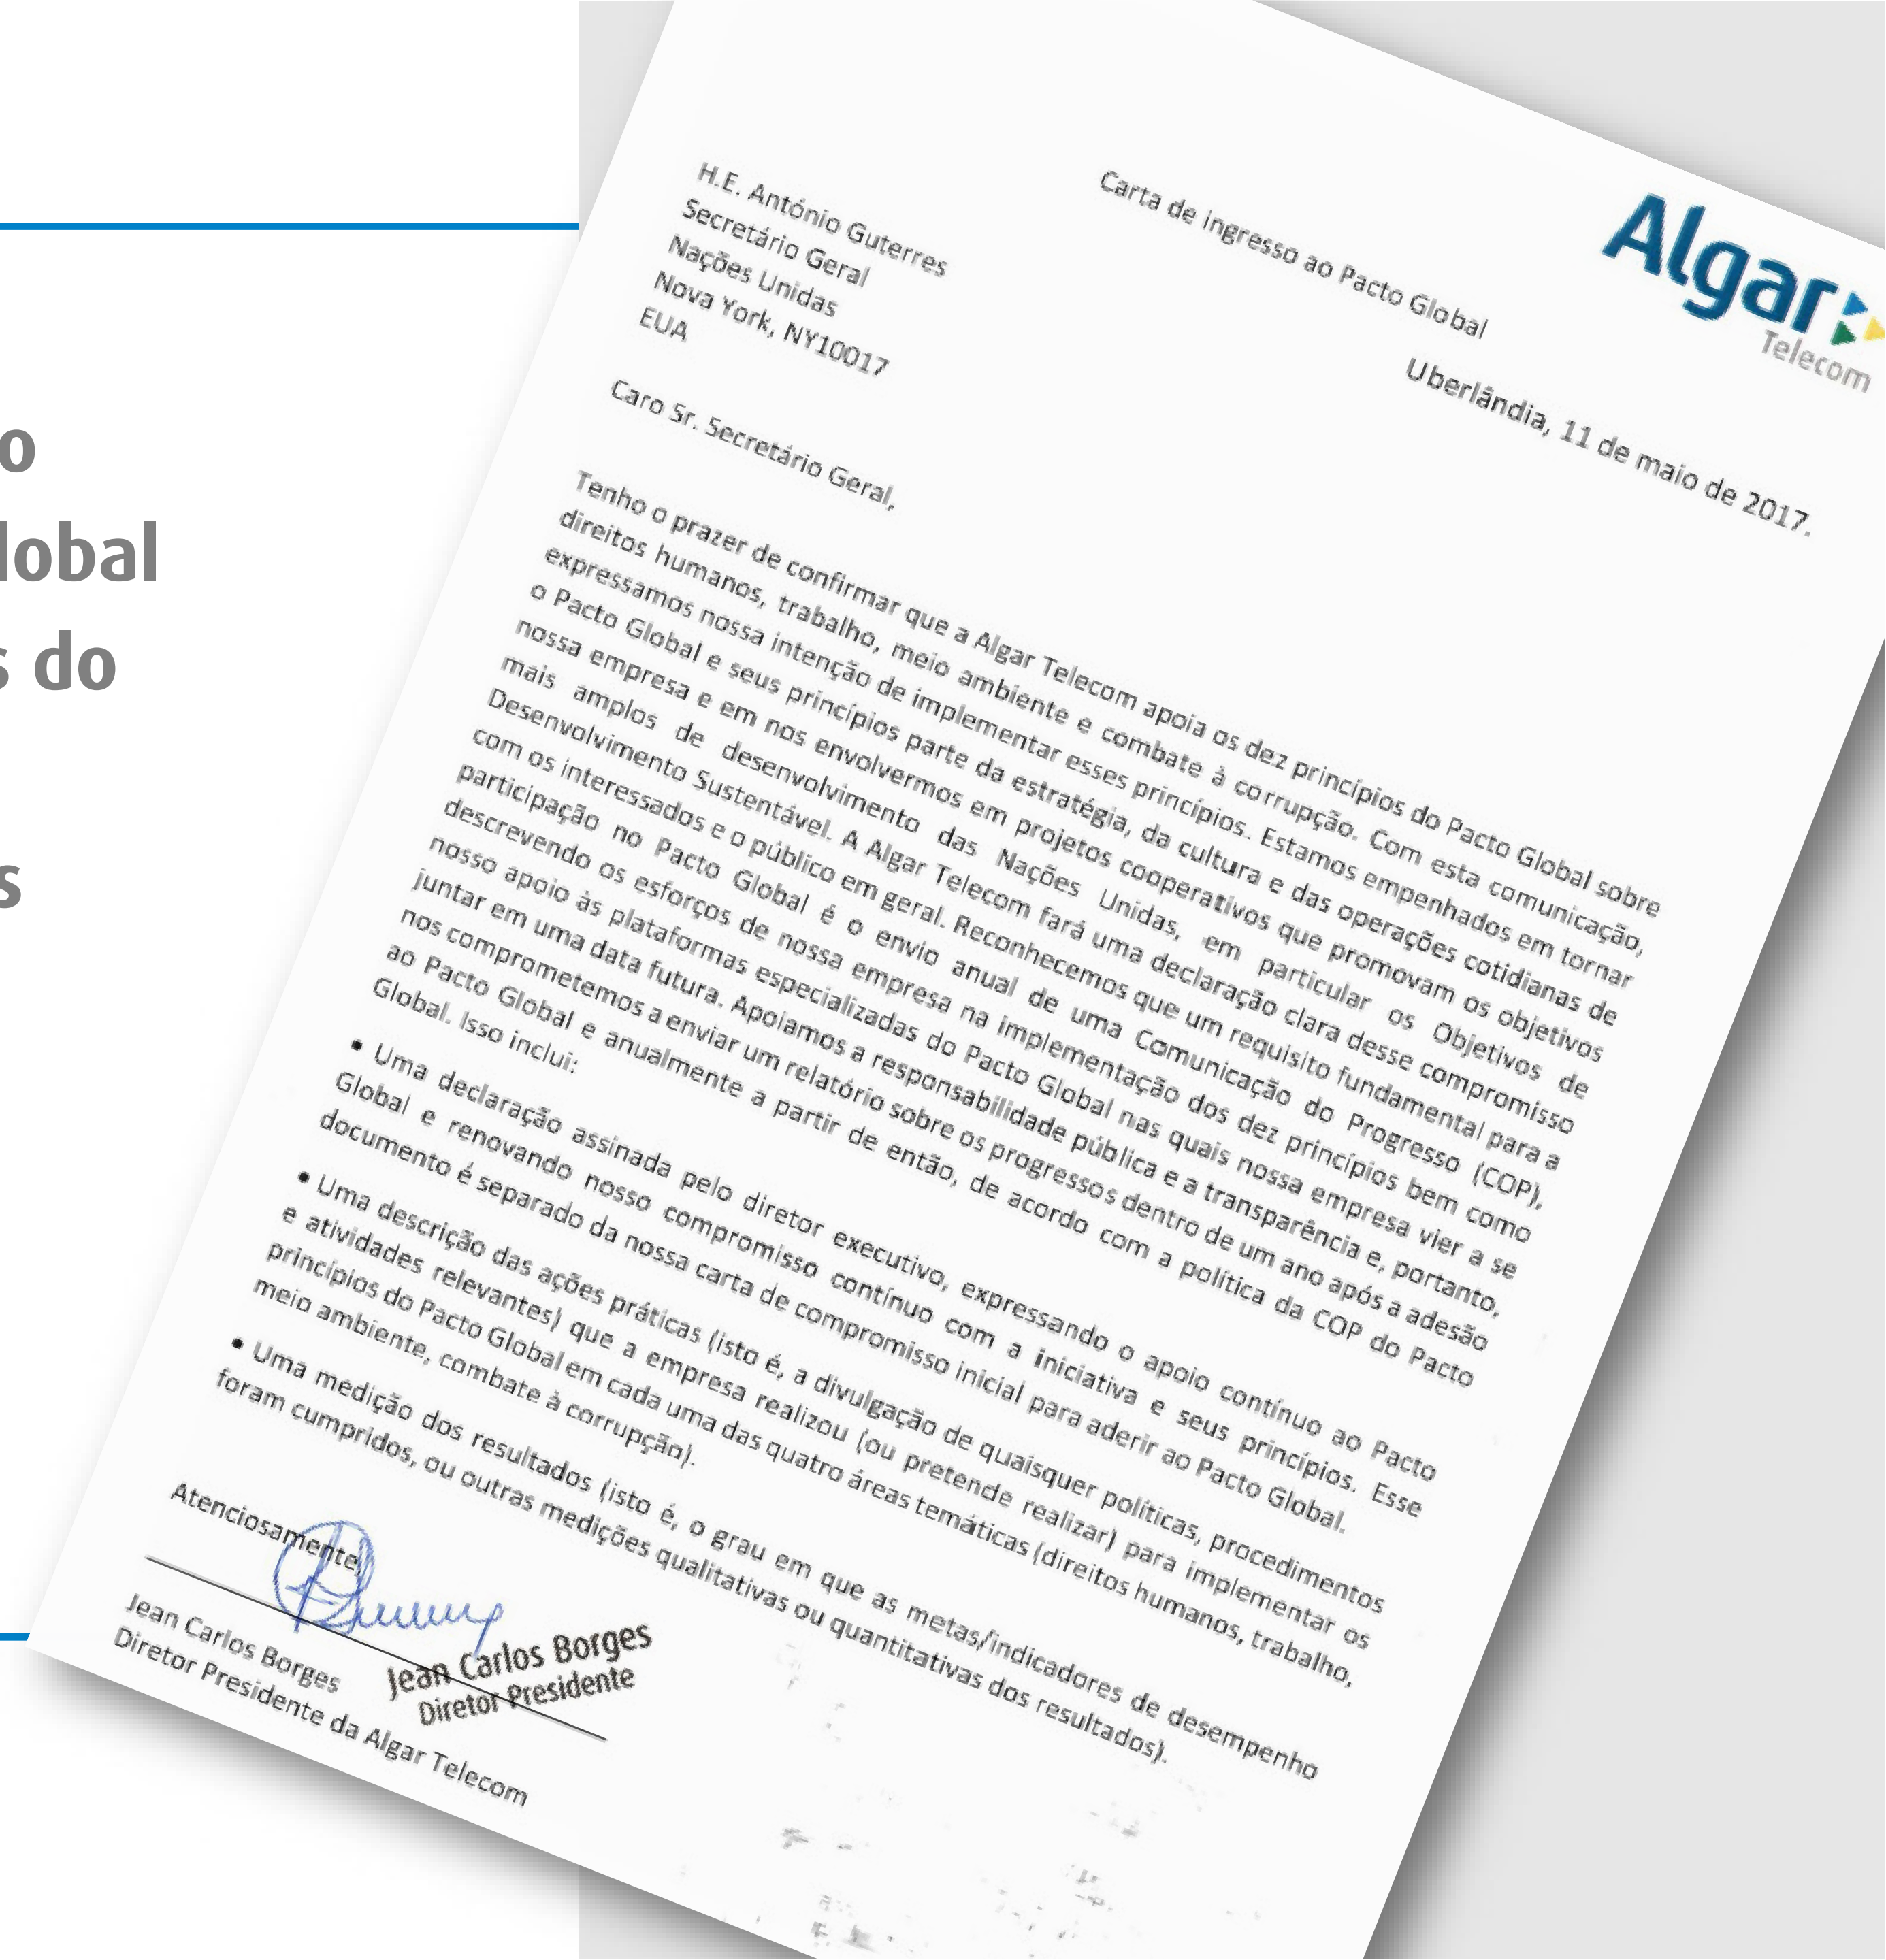 o
lobal
s do
s
Algar
Telecom
Carta de ingresso ao Pacto Global
Uberlândia, 11 de maio de 2017.
H.E. António Guterres
Secretário Geral
Nações Unidas
Nova York, NY10017
EUA
Caro Sr. Secretário Geral,
Tenho o prazer de confirmar que a Algar Telecom apoia os dez princípios do Pacto Global sobre
direitos humanos, trabalho, meio ambiente e combate à corrupção. Com esta comunicação,
expressamos nossa intenção de implementar esses princípios. Estamos empenhados em tornar
o Pacto Global e seus princípios parte da estratégia, da cultura e das operações cotidianas de
nossa empresa e em nos envolvermos em projetos cooperativos que promovam os objetivos
mais amplos de desenvolvimento das Nações Unidas, em particular os Objetivos de
Desenvolvimento Sustentável. A Algar Telecom fará uma declaração clara desse compromisso
com os interessados e o público em geral. Reconhecemos que um requisito fundamental para a
participação no Pacto Global é o envio anual de uma Comunicação do Progresso (COP),
descrevendo os esforços de nossa empresa na implementação dos dez princípios bem como
nosso apoio às plataformas especializadas do Pacto Global nas quais nossa empresa vier a se
juntar em uma data futura. Apoiamos a responsabilidade pública e a transparência e, portanto,
nos comprometemos a enviar um relatório sobre os progressos dentro de um ano após a adesão
ao Pacto Global e anualmente a partir de então, de acordo com a política da COP do Pacto
Global. Isso inclui:
• Uma declaração assinada pelo diretor executivo, expressando o apoio contínuo ao Pacto
Global e renovando nosso compromisso contínuo com a iniciativa e seus princípios. Esse
documento é separado da nossa carta de compromisso inicial para aderir ao Pacto Global.
• Uma descrição das ações práticas (isto é, a divulgação de quaisquer políticas, procedimentos
e atividades relevantes) que a empresa realizou (ou pretende realizar) para implementar os
princípios do Pacto Global em cada uma das quatro áreas temáticas (direitos humanos, trabalho,
meio ambiente, combate à corrupção).
• Uma medição dos resultados (isto é, o grau em que as metas/indicadores de desempenho
foram cumpridos, ou outras medições qualitativas ou quantitativas dos resultados).
Atenciosamente,
Jean Carlos Borges
Diretor Presidente
Jean Carlos Borges
Diretor Presidente da Algar Telecom